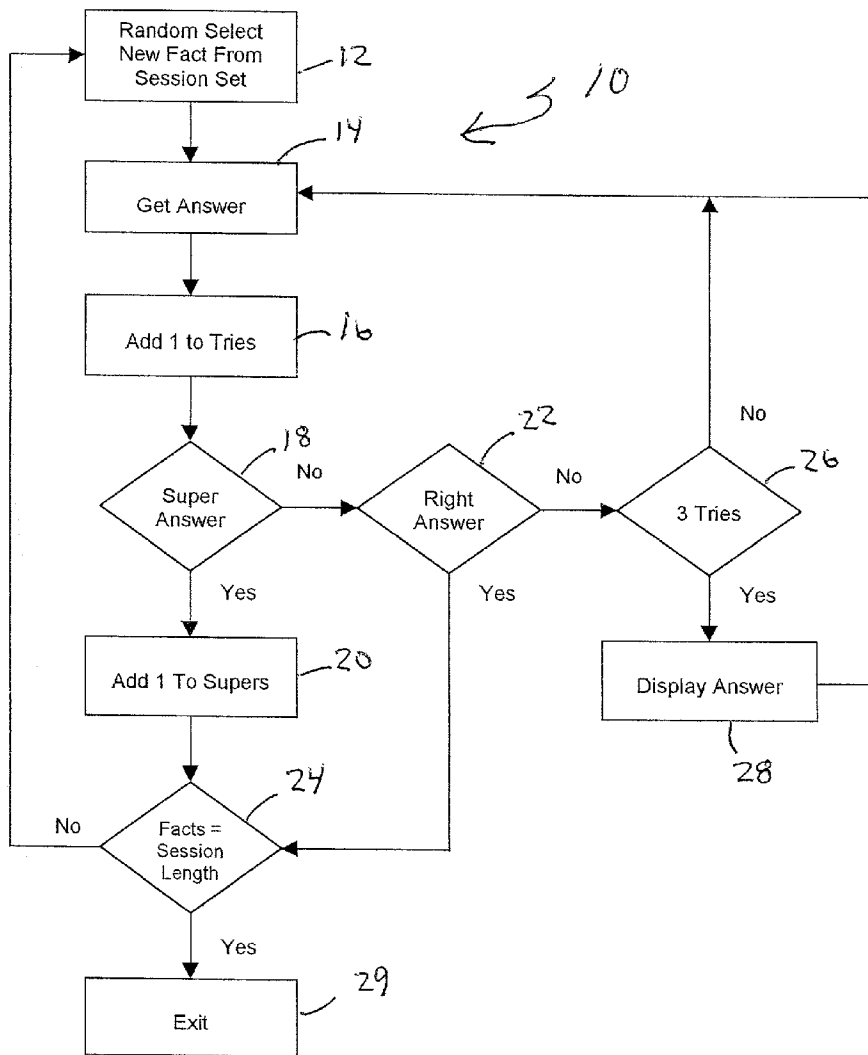 Random Select
New Fact From
Session Set
12
10
14
Get Answer
Add 1 to Tries
16
18
No
22
No
No
26
Super
Answer
Right
Answer
3 Tries
Yes
Yes
Yes
Add 1 To Supers
20
Display Answer
28
24
No
Facts =
Session
Length
Yes
29
Exit